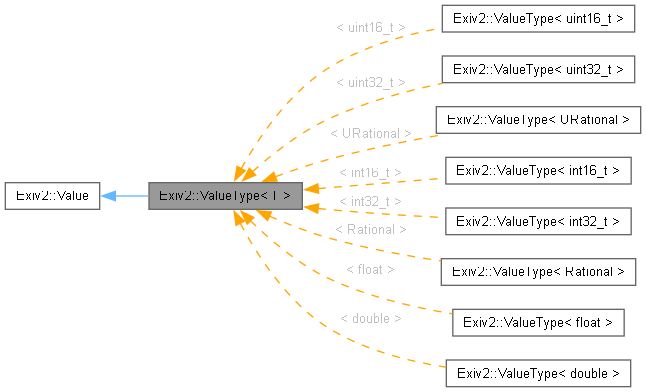 Exiv2::Value
Exiv2::ValueType< T >
< uint16_t >
Exiv2::ValueType< uint16_t >
< uint32_t >
Exiv2::ValueType< uint32_t >
< URational >
Exiv2::ValueType< URational >
< int16_t >
Exiv2::ValueType< int16_t >
< int32_t >
Exiv2::ValueType< int32_t >
< Rational >
Exiv2::ValueType< Rational >
< float >
Exiv2::ValueType< float >
< double >
Exiv2::ValueType< double >